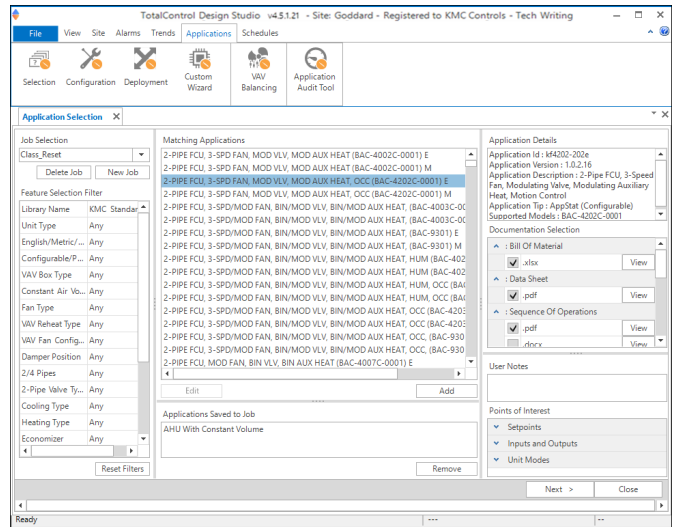 TotalControl Design Studio v4.5.1.21 - Site: Goddard - Registered to KMC Controls - Tech Writing
File View Site Alarms Trends Applications Schedules
Selection Configuration Deployment Custom Wizard VAV Balancing Application Audit Tool
Application Selection X
Job Selection
Class_Reset
Delete Job New Job
Feature Selection Filter
Library Name KMC Standar
Unit Type Any
English/Metric/... Any
Configurable/P... Any
VAV Box Type Any
Constant Air Vo... Any
Fan Type Any
VAV Reheat Type Any
VAV Fan Config... Any
Damper Position Any
2/4 Pipes Any
2-Pipe Valve Ty... Any
Cooling Type Any
Heating Type Any
Economizer Any
Reset Filters
Matching Applications
2-PIPE FCU, 3-SPD FAN, MOD VLV, MOD AUX HEAT (BAC-4002C-0001) E
2-PIPE FCU, 3-SPD FAN, MOD VLV, MOD AUX HEAT (BAC-4002C-0001) M
2-PIPE FCU, 3-SPD FAN, MOD VLV, MOD AUX HEAT, OCC (BAC-4202C-0001) E
2-PIPE FCU, 3-SPD FAN, MOD VLV, MOD AUX HEAT, OCC (BAC-4202C-0001) M
2-PIPE FCU, 3-SPD/MOD FAN, BIN/MOD VLV, BIN/MOD AUX HEAT, (BAC-4003C-00
2-PIPE FCU, 3-SPD/MOD FAN, BIN/MOD VLV, BIN/MOD AUX HEAT, (BAC-4003C-00
2-PIPE FCU, 3-SPD/MOD FAN, BIN/MOD VLV, BIN/MOD AUX HEAT, (BAC-9301) E
2-PIPE FCU, 3-SPD/MOD FAN, BIN/MOD VLV, BIN/MOD AUX HEAT, (BAC-9301) M
2-PIPE FCU, 3-SPD/MOD FAN, BIN/MOD VLV, BIN/MOD AUX HEAT, HUM (BAC-402
2-PIPE FCU, 3-SPD/MOD FAN, BIN/MOD VLV, BIN/MOD AUX HEAT, HUM (BAC-402
2-PIPE FCU, 3-SPD/MOD FAN, BIN/MOD VLV, BIN/MOD AUX HEAT, HUM, OCC (BAC
2-PIPE FCU, 3-SPD/MOD FAN, BIN/MOD VLV, BIN/MOD AUX HEAT, HUM, OCC (BAC
2-PIPE FCU, 3-SPD/MOD FAN, BIN/MOD VLV, BIN/MOD AUX HEAT, OCC (BAC-4203
2-PIPE FCU, 3-SPD/MOD FAN, BIN/MOD VLV, BIN/MOD AUX HEAT, OCC (BAC-4203
2-PIPE FCU, 3-SPD/MOD FAN, BIN/MOD VLV, BIN/MOD AUX HEAT, OCC, (BAC-930
2-PIPE FCU, 3-SPD/MOD FAN, BIN/MOD VLV, BIN/MOD AUX HEAT, OCC, (BAC-930
2-PIPE FCU, MOD FAN, BIN VLV, BIN AUX HEAT (BAC-4007C-0001) E
Edit Add
Applications Saved to Job
AHU With Constant Volume
Remove
Application Details
Application Id : kf4202-202e
Application Version : 1.0.2.16
Application Description : 2-Pipe FCU, 3-Speed
Fan, Modulating Valve, Modulating Auxiliary
Heat, Motion Control
Application Tip : AppStat (Configurable)
Supported Models : BAC-4202C-0001
Documentation Selection
: Bill Of Material
.xlsx View
: Data Sheet
.pdf View
: Sequence Of Operations
.pdf View
.docx View
User Notes
Points of Interest
Setpoints
Inputs and Outputs
Unit Modes
Next > Close
Ready --- --